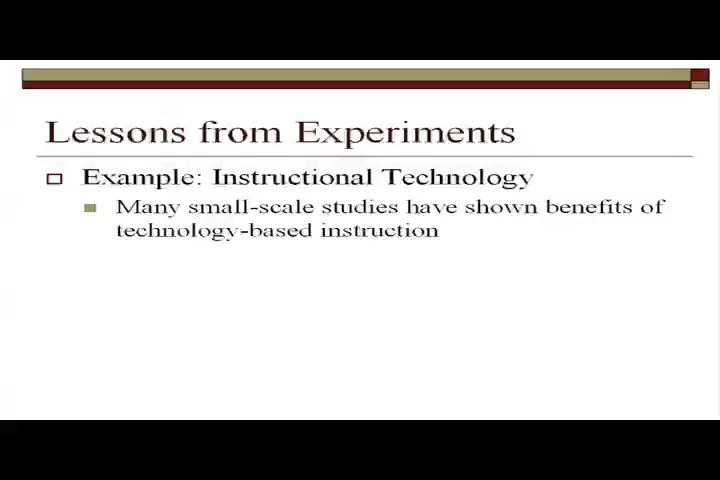 Lessons from Experiments
Example: Instructional Technology
Many small-scale studies have shown benefits of
technology-based instruction